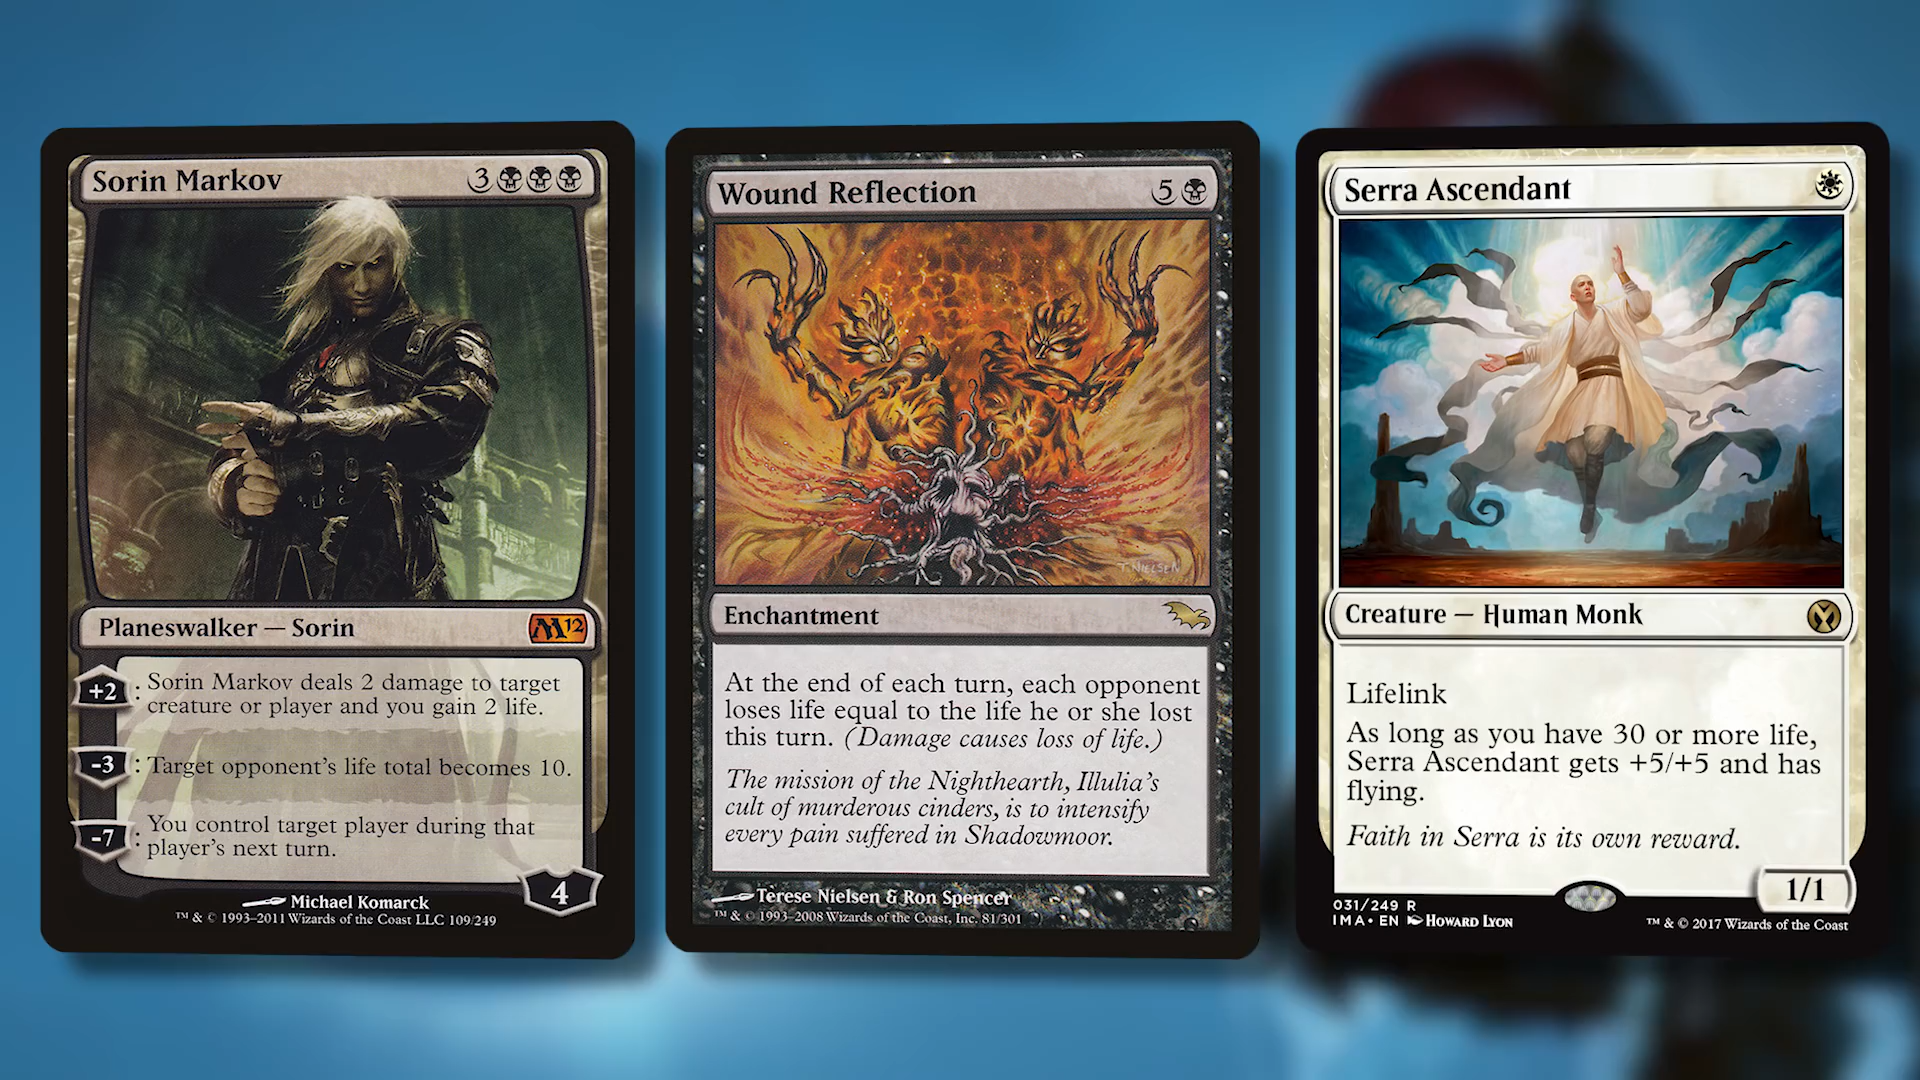 Sorin Markov
3
Planeswalker — Sorin
M12
+2 : Sorin Markov deals 2 damage to target
creature or player and you gain 2 life.
-3 : Target opponent's life total becomes 10.
-7 : You control target player during that
player's next turn.
4
Michael Komarck
™ & © 1993–2011 Wizards of the Coast LLC 109/249
Wound Reflection
5
T. NIELSEN
Enchantment
At the end of each turn, each opponent
loses life equal to the life he or she lost
this turn. (Damage causes loss of life.)
The mission of the Nighthearth, Illulia's
cult of murderous cinders, is to intensify
every pain suffered in Shadowmoor.
Terese Nielsen & Ron Spencer
™ & © 1993–2008 Wizards of the Coast, Inc. 81/301
Serra Ascendant
Creature — Human Monk
Lifelink
As long as you have 30 or more life,
Serra Ascendant gets +5/+5 and has
flying.
Faith in Serra is its own reward.
1/1
031/249 R
IMA • EN Howard Lyon
™ & © 2017 Wizards of the Coast